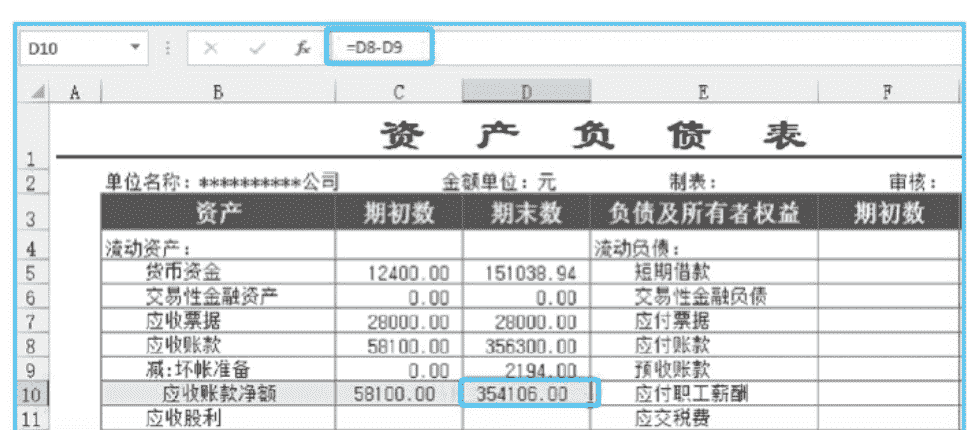 D10 fx =D8-D9
A B C D E F
1 资产负债表
2 单位名称：**********公司 金额单位：元 制表： 审核：
3 资产 期初数 期末数 负债及所有者权益 期初数
4 流动资产： 流动负债：
5 货币资金 12400.00 151038.94 短期借款
6 交易性金融资产 0.00 0.00 交易性金融负债
7 应收票据 28000.00 28000.00 应付票据
8 应收账款 58100.00 356300.00 应付账款
9 减:坏帐准备 0.00 2194.00 预收账款
10 应收账款净额 58100.00 354106.00 应付职工薪酬
11 应收股利 应交税费